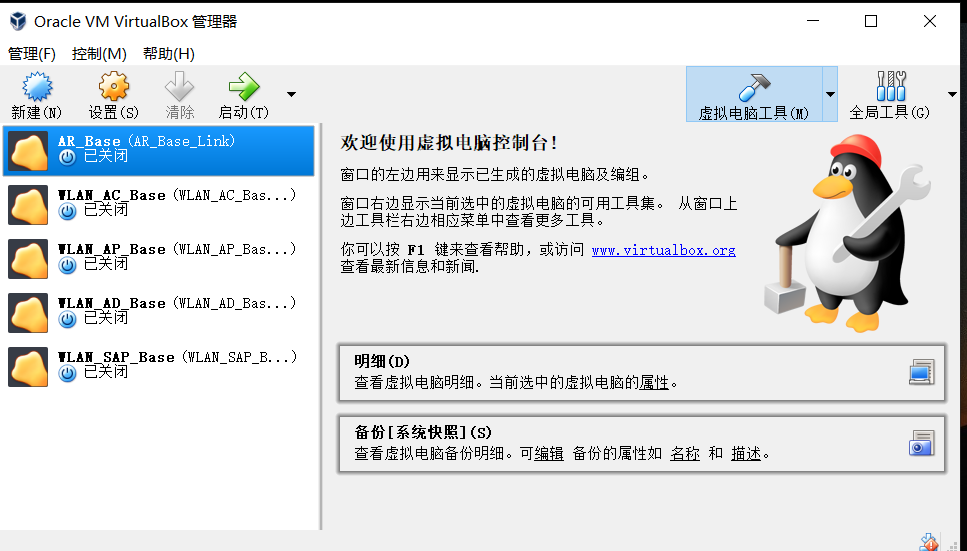 Oracle VM VirtualBox 管理器
管理(F) 控制(M) 帮助(H)
新建(N) 设置(S) 清除 启动(T) 虚拟电脑工具(M) 全局工具(G)
AR_Base (AR_Base_Link)
已关闭
WLAN_AC_Base (WLAN_AC_Bas...)
已关闭
WLAN_AP_Base (WLAN_AP_Bas...)
已关闭
WLAN_AD_Base (WLAN_AD_Bas...)
已关闭
WLAN_SAP_Base (WLAN_SAP_B...)
已关闭
欢迎使用虚拟电脑控制台!
窗口的左边用来显示已生成的虚拟电脑及编组。
窗口右边显示当前选中的虚拟电脑的可用工具集。 从窗口上
边工具栏右边相应菜单中查看更多工具。
你可以按 F1 键来查看帮助，或访问 www.virtualbox.org
查看最新信息和新闻.
明细(D)
查看虚拟电脑明细。当前选中的虚拟电脑的属性。
备份[系统快照](S)
查看虚拟电脑备份明细。可编辑 备份的属性如 名称 和 描述。